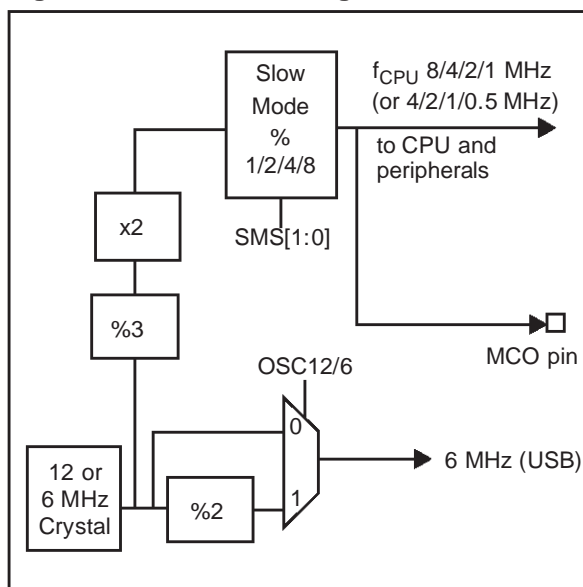 Slow
Mode
%
1/2/4/8
fCPU 8/4/2/1 MHz
(or 4/2/1/0.5 MHz)
to CPU and
peripherals
x2
SMS[1:0]
%3
MCO pin
OSC12/6
0
12 or
6 MHz
Crystal
%2
1
6 MHz (USB)